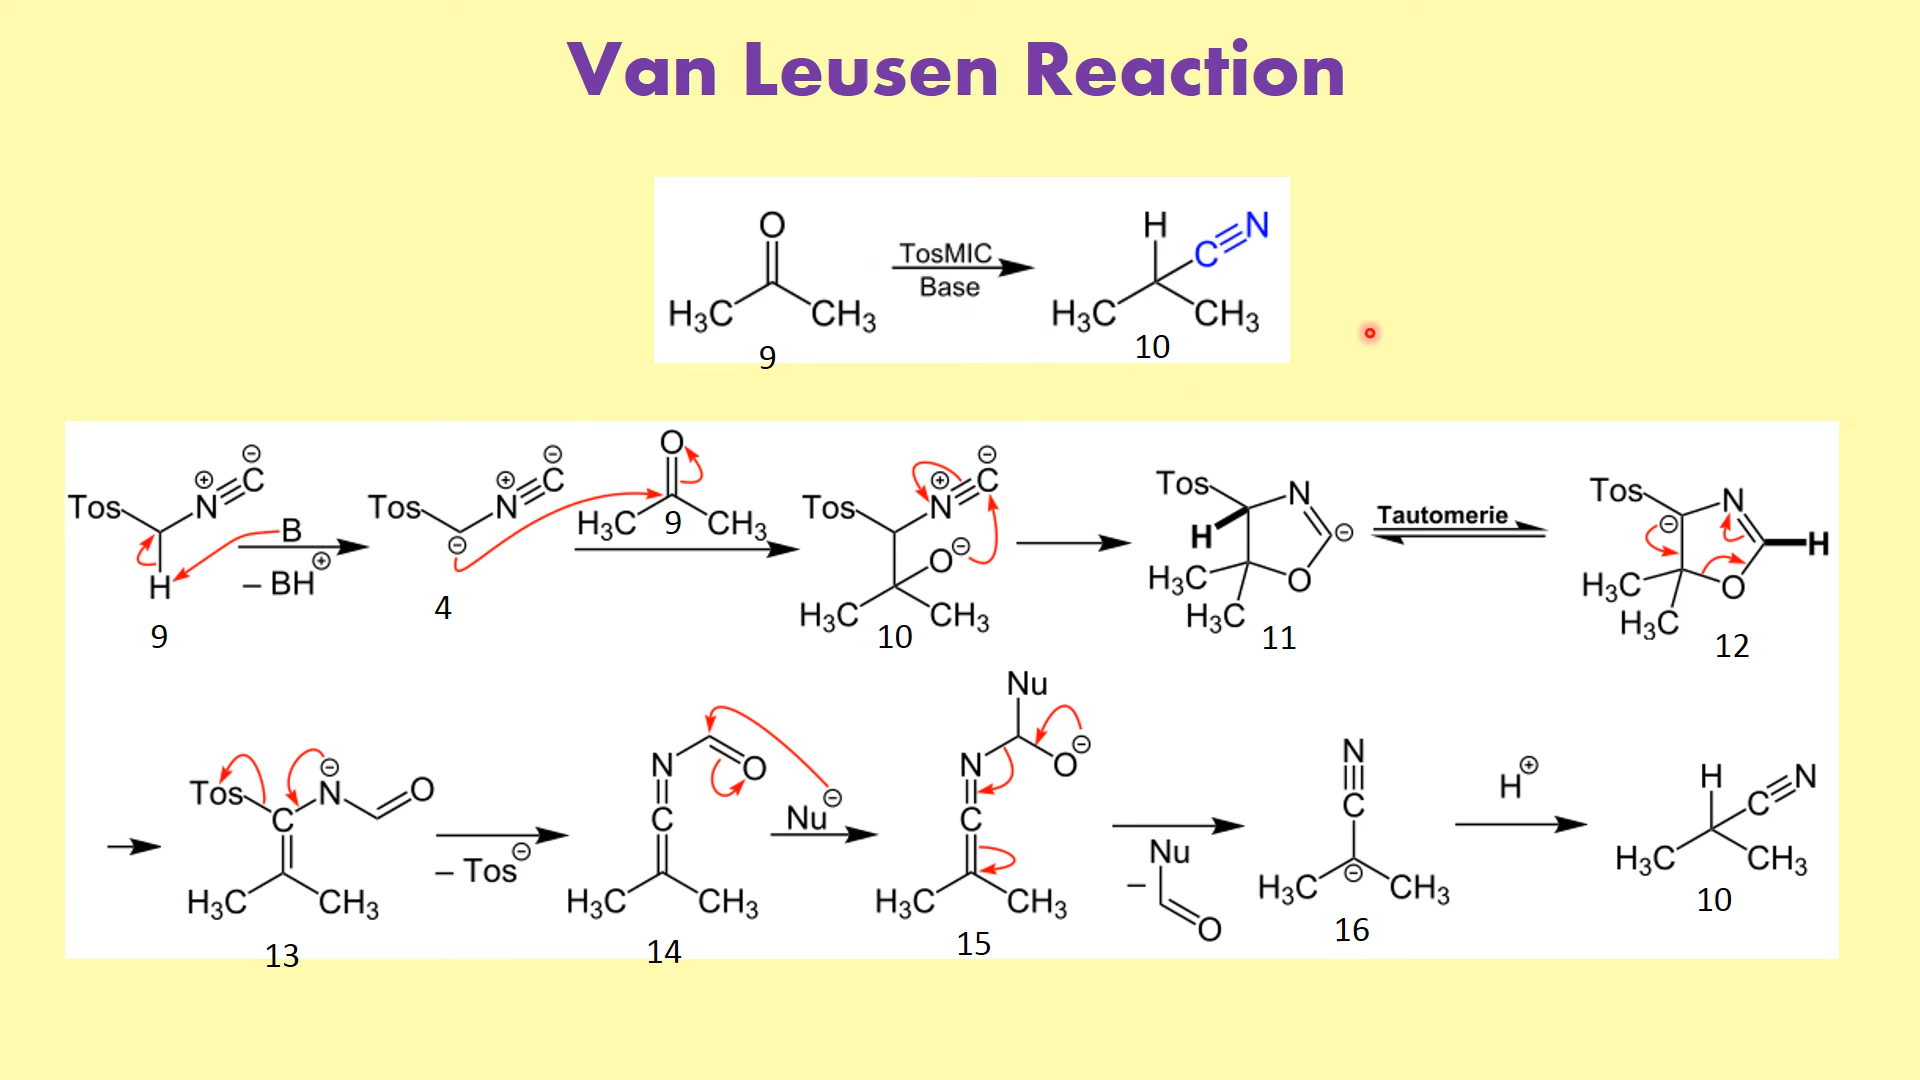 Van Leusen Reaction
O
H₃C CH₃
9
TosMIC
Base
H
C≡N
H₃C CH₃
10
Tos N⊕≡C⊖
H
9
B
– BH⊕
Tos ⊖ N⊕≡C⊖
4
O
H₃C 9 CH₃
Tos N⊕≡C⊖
O⊖
H₃C CH₃
10
Tos N
H ⊖
H₃C O
H₃C
11
Tautomerie
Tos N
⊖ H
H₃C O
H₃C
12
Tos C N⊖ O
H₃C CH₃
13
– Tos⊖
N O
C
H₃C CH₃
14
Nu⊖
Nu
N O⊖
C
H₃C CH₃
15
Nu
– O
N
C
H₃C ⊖ CH₃
16
H⊕
H C≡N
H₃C CH₃
10